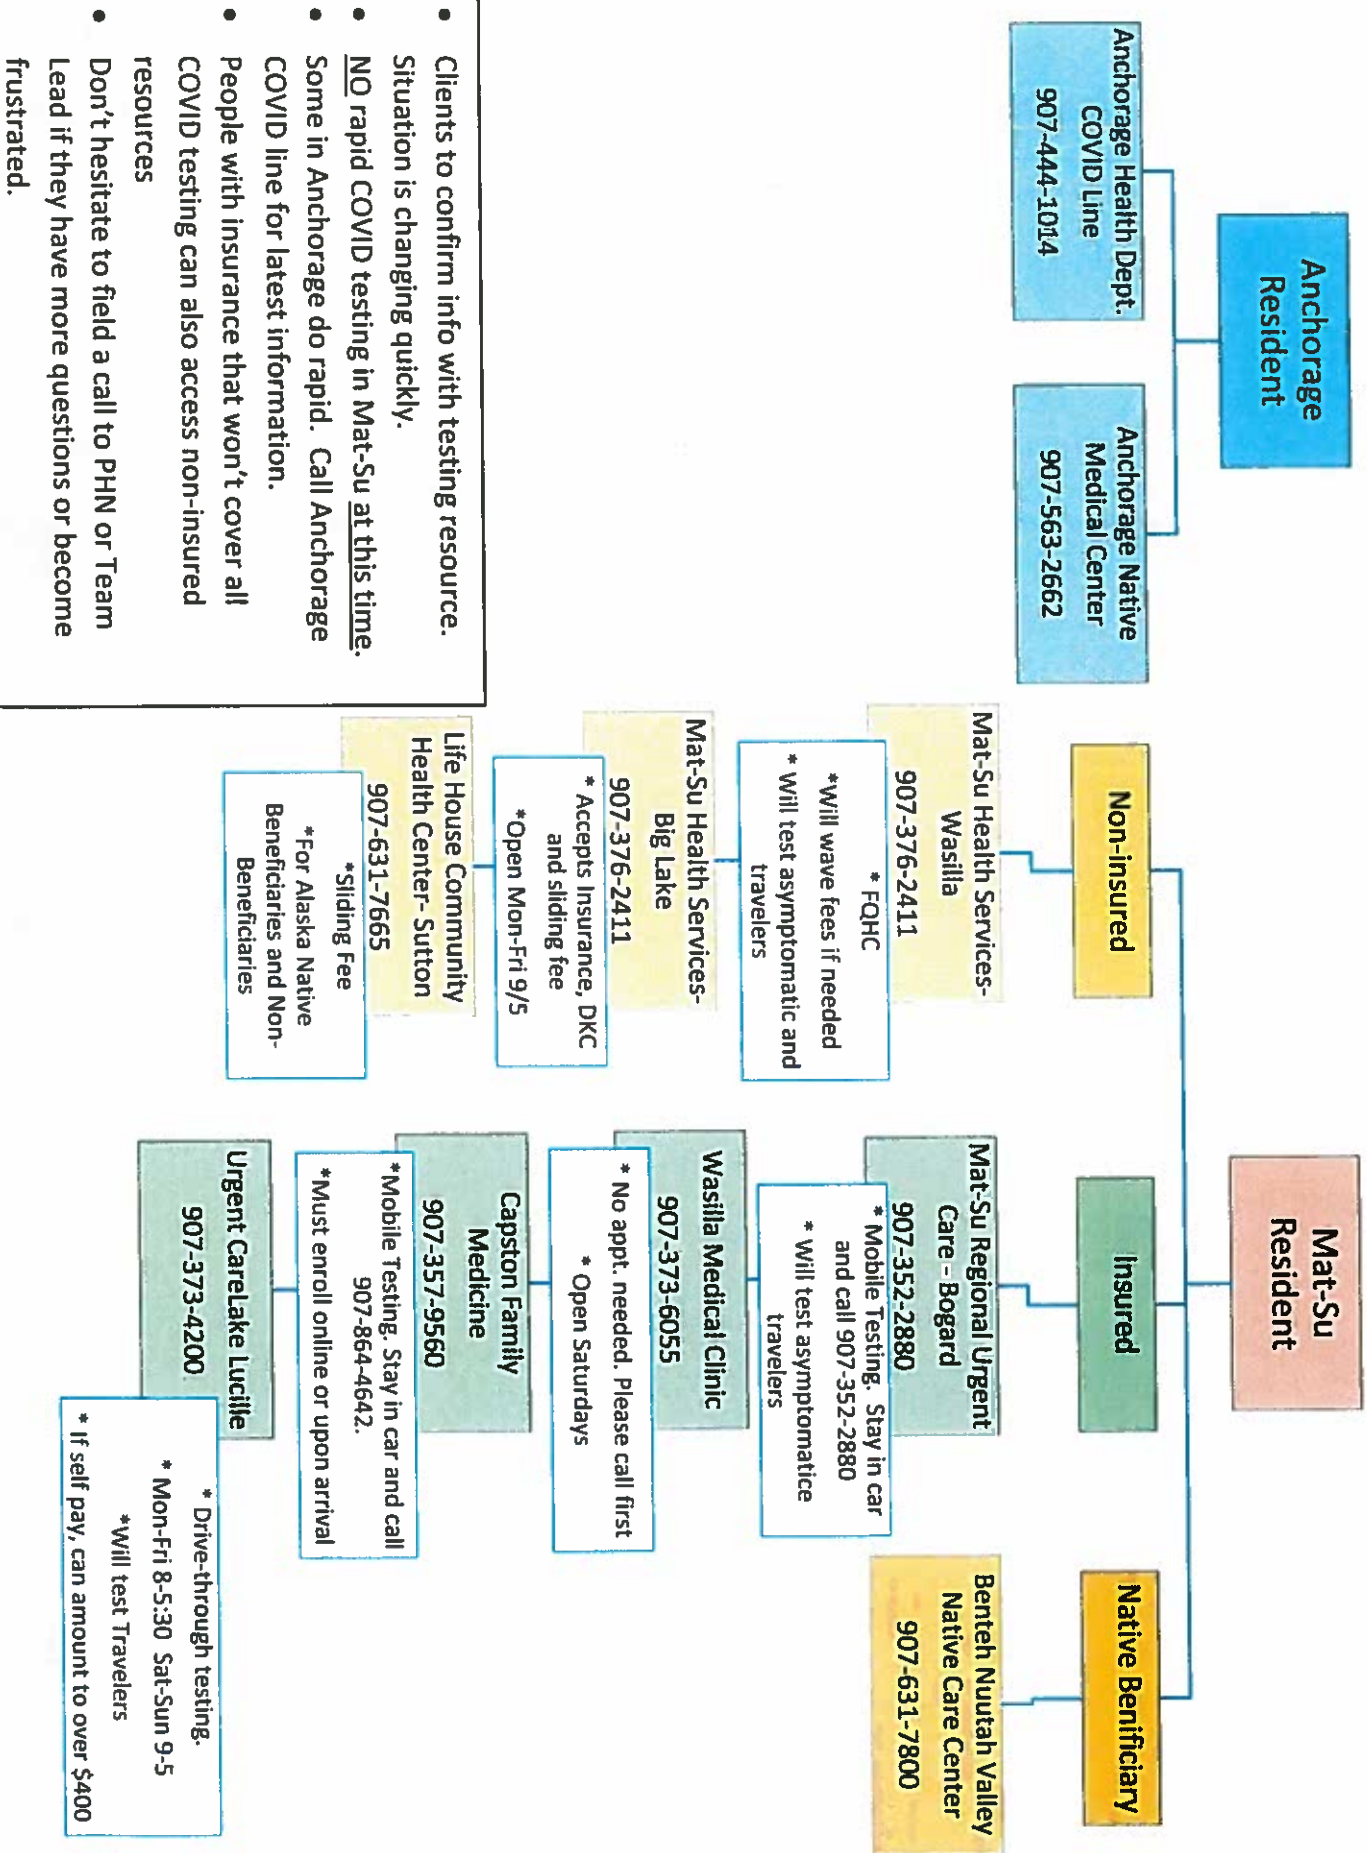 Anchorage
Resident
Anchorage Health Dept.
COVID Line
907-444-1014
Anchorage Native
Medical Center
907-563-2662
Mat-Su
Resident
Non-insured
Mat-Su Health Services-
Wasilla
907-376-2411
* FQHC
*Will wave fees if needed
* Will test asymptomatic and
travelers
Mat-Su Health Services-
Big Lake
907-376-2411
* Accepts Insurance, DKC
and sliding fee
*Open Mon-Fri 9/5
Life House Community
Health Center- Sutton
907-631-7665
*Sliding Fee
*For Alaska Native
Beneficiaries and Non-
Beneficiaries
Insured
Mat-Su Regional Urgent
Care – Bogard
907-352-2880
* Mobile Testing. Stay in car
and call 907-352-2880
* Will test asymptomatice
travelers
Wasilla Medical Clinic
907-373-6055
* No appt. needed. Please call first
* Open Saturdays
Capston Family
Medicine
907-357-9560
*Mobile Testing. Stay in car and call
907-864-4642.
*Must enroll online or upon arrival
Urgent CareLake Lucille
907-373-4200
* Drive-through testing.
* Mon-Fri 8-5:30 Sat-Sun 9-5
*Will test Travelers
* If self pay, can amount to over $400
Native Benificiary
Benteh Nuutah Valley
Native Care Center
907-631-7800
• Clients to confirm info with testing resource.
Situation is changing quickly.
• NO rapid COVID testing in Mat-Su at this time.
• Some in Anchorage do rapid. Call Anchorage
COVID line for latest information.
• People with insurance that won't cover all
COVID testing can also access non-insured
resources
• Don't hesitate to field a call to PHN or Team
Lead if they have more questions or become
frustrated.